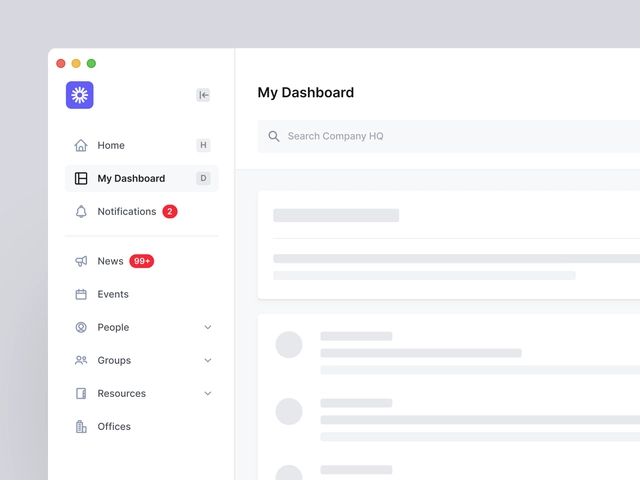 My Dashboard
Search Company HQ
Home H
My Dashboard D
Notifications 2
News 99+
Events
People
Groups
Resources
Offices